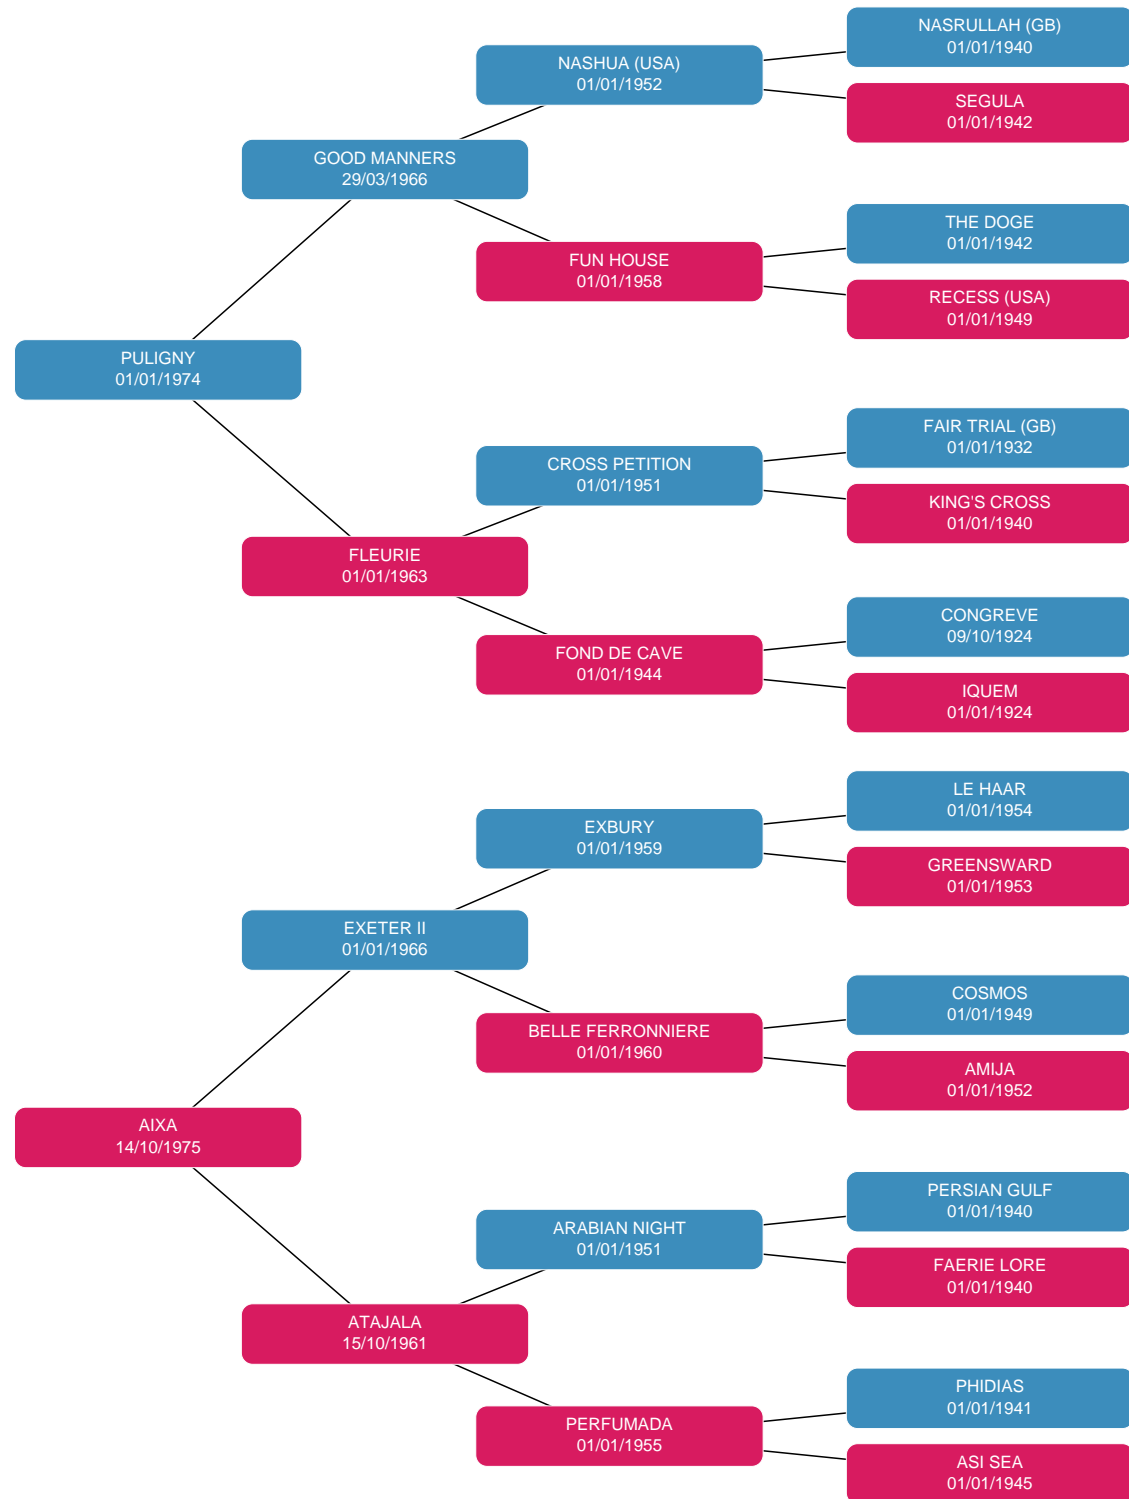 NASRULLAH (GB)
01/01/1940
NASHUA (USA)
01/01/1952
SEGULA
01/01/1942
GOOD MANNERS
29/03/1966
THE DOGE
01/01/1942
FUN HOUSE
01/01/1958
RECESS (USA)
01/01/1949
PULIGNY
01/01/1974
FAIR TRIAL (GB)
01/01/1932
CROSS PETITION
01/01/1951
KING'S CROSS
01/01/1940
FLEURIE
01/01/1963
CONGREVE
09/10/1924
FOND DE CAVE
01/01/1944
IQUEM
01/01/1924
LE HAAR
01/01/1954
EXBURY
01/01/1959
GREENSWARD
01/01/1953
EXETER II
01/01/1966
COSMOS
01/01/1949
BELLE FERRONNIERE
01/01/1960
AMIJA
01/01/1952
AIXA
14/10/1975
PERSIAN GULF
01/01/1940
ARABIAN NIGHT
01/01/1951
FAERIE LORE
01/01/1940
ATAJALA
15/10/1961
PHIDIAS
01/01/1941
PERFUMADA
01/01/1955
ASI SEA
01/01/1945